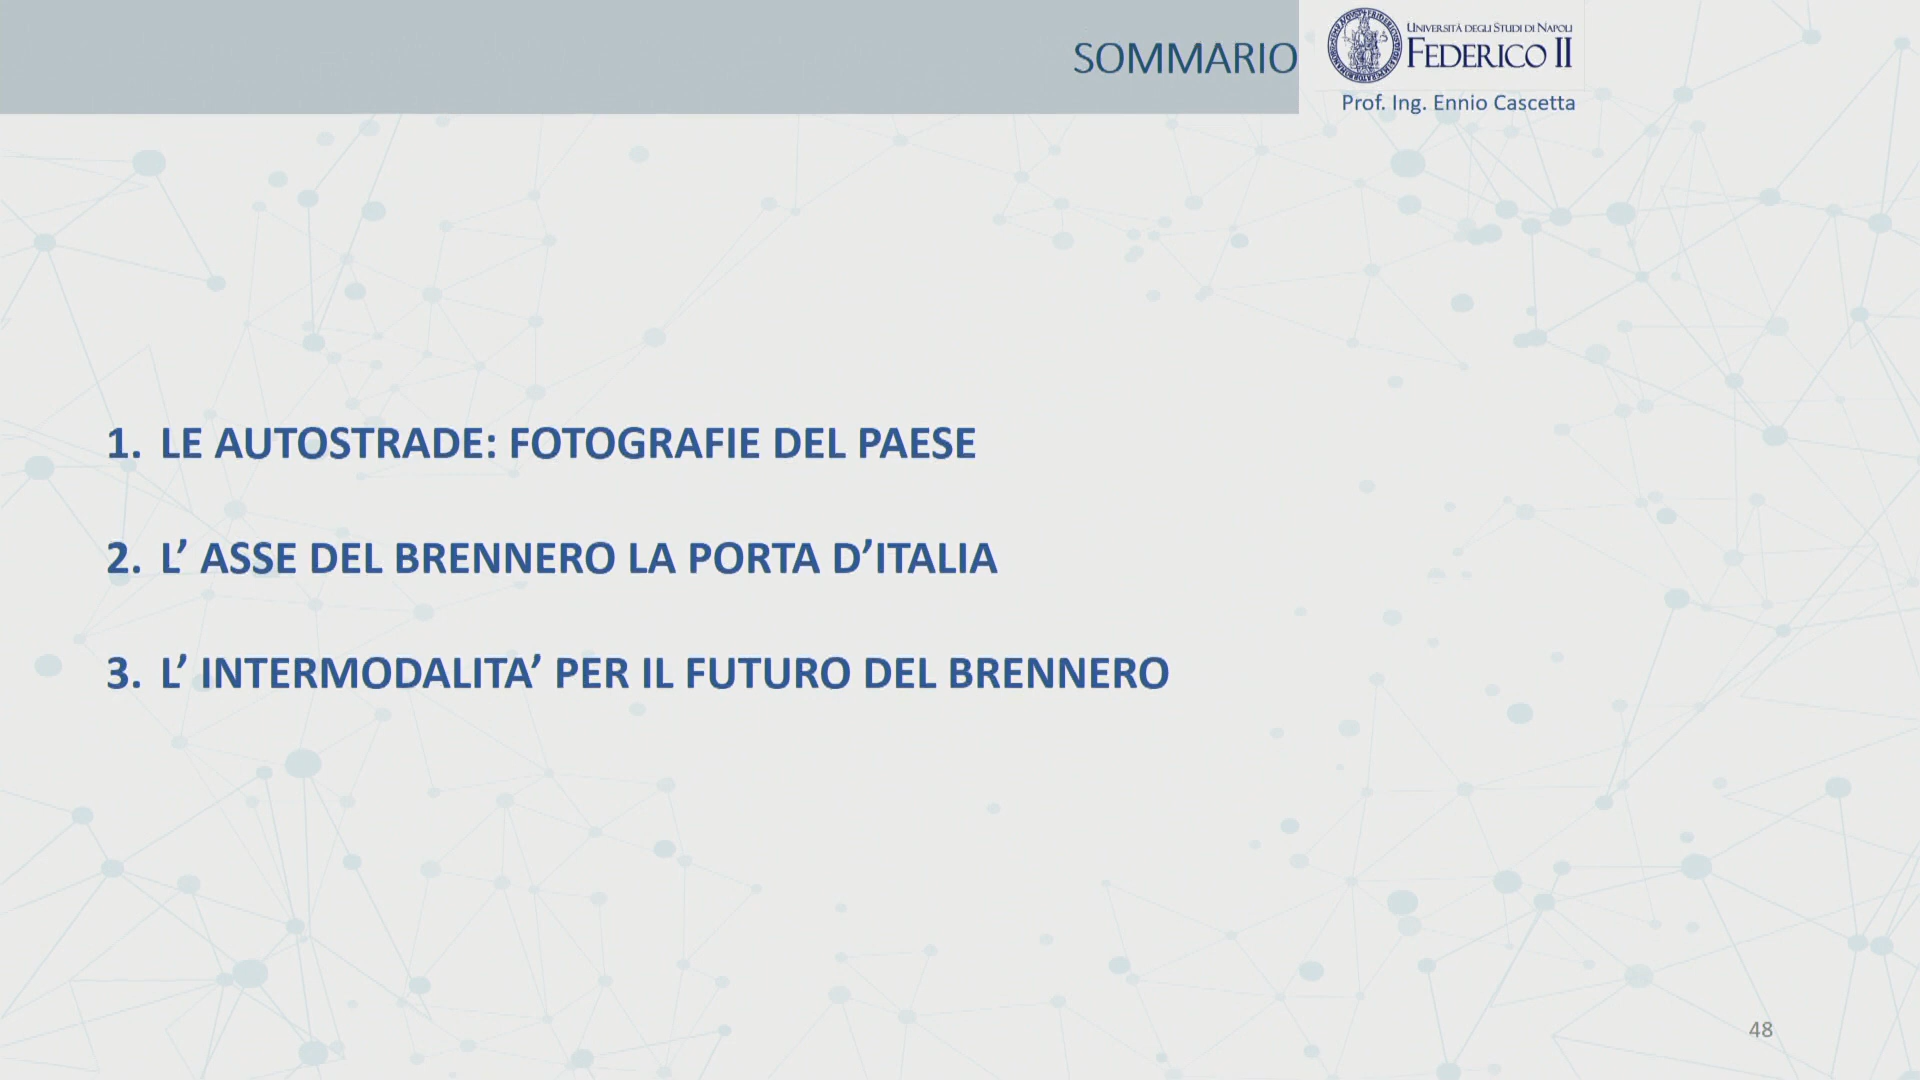 SOMMARIO
UNIVERSITÀ DEGLI STUDI DI NAPOLI
FEDERICO II
Prof. Ing. Ennio Cascetta
1. LE AUTOSTRADE: FOTOGRAFIE DEL PAESE
2. L’ ASSE DEL BRENNERO LA PORTA D’ITALIA
3. L’ INTERMODALITA’ PER IL FUTURO DEL BRENNERO
48